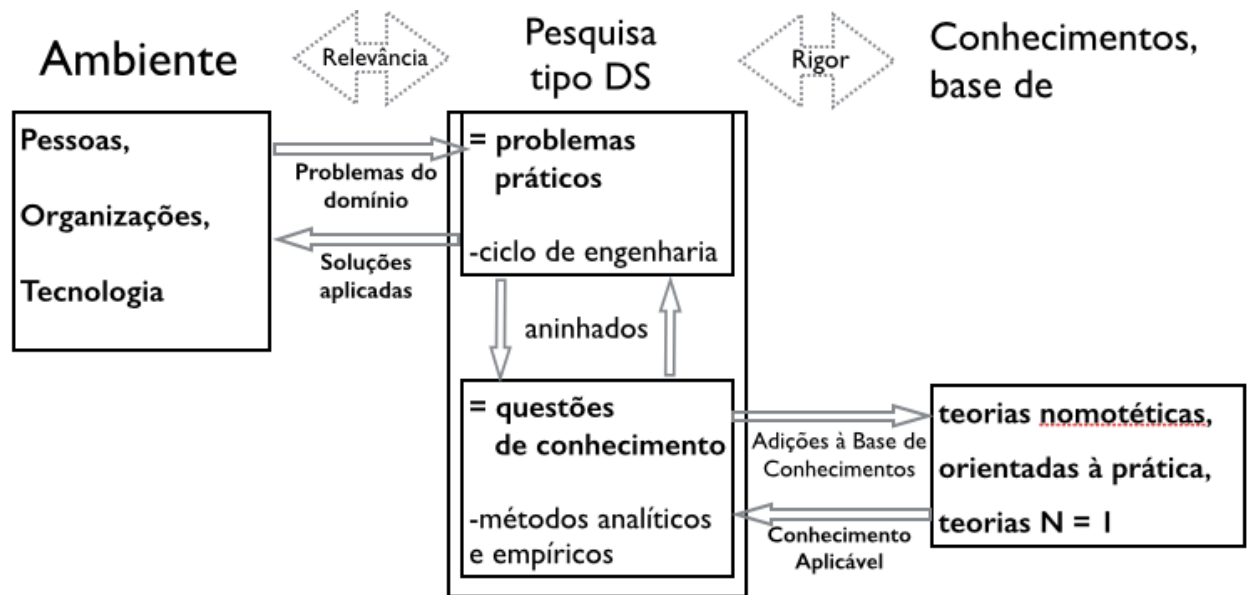 Ambiente
Relevância
Pesquisa
tipo DS
Rigor
Conhecimentos,
base de
Pessoas,
Organizações,
Tecnologia
Problemas do
domínio
Soluções
aplicadas
= problemas
práticos
-ciclo de engenharia
aninhados
= questões
de conhecimento
-métodos analíticos
e empíricos
Adições à Base de
Conhecimentos
Conhecimento
Aplicável
teorias nomotéticas,
orientadas à prática,
teorias N = 1